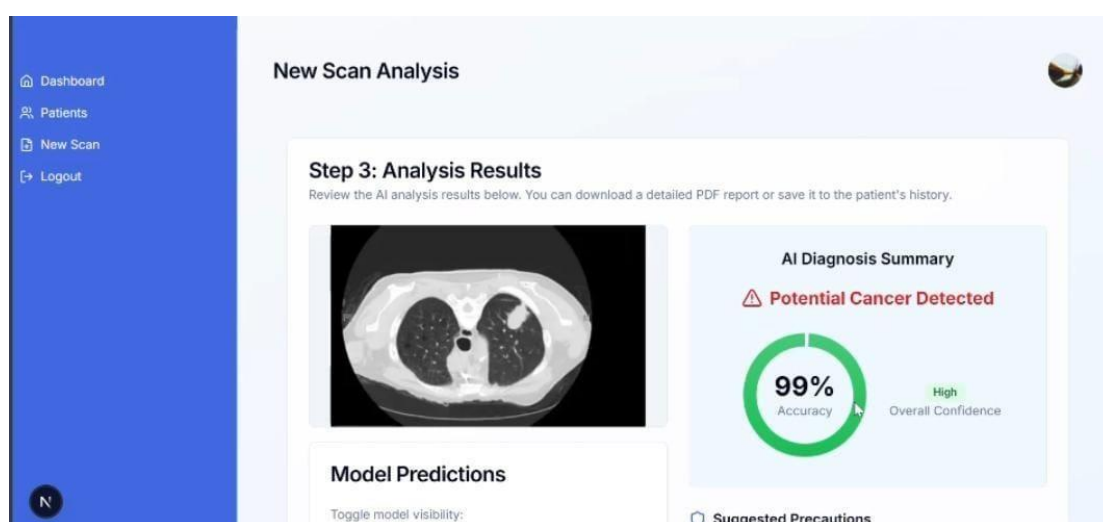 Dashboard
Patients
New Scan
Logout
N
New Scan Analysis
Step 3: Analysis Results
Review the AI analysis results below. You can download a detailed PDF report or save it to the patient's history.
AI Diagnosis Summary
Potential Cancer Detected
99%
Accuracy
High
Overall Confidence
Model Predictions
Toggle model visibility:
Suggested Precautions